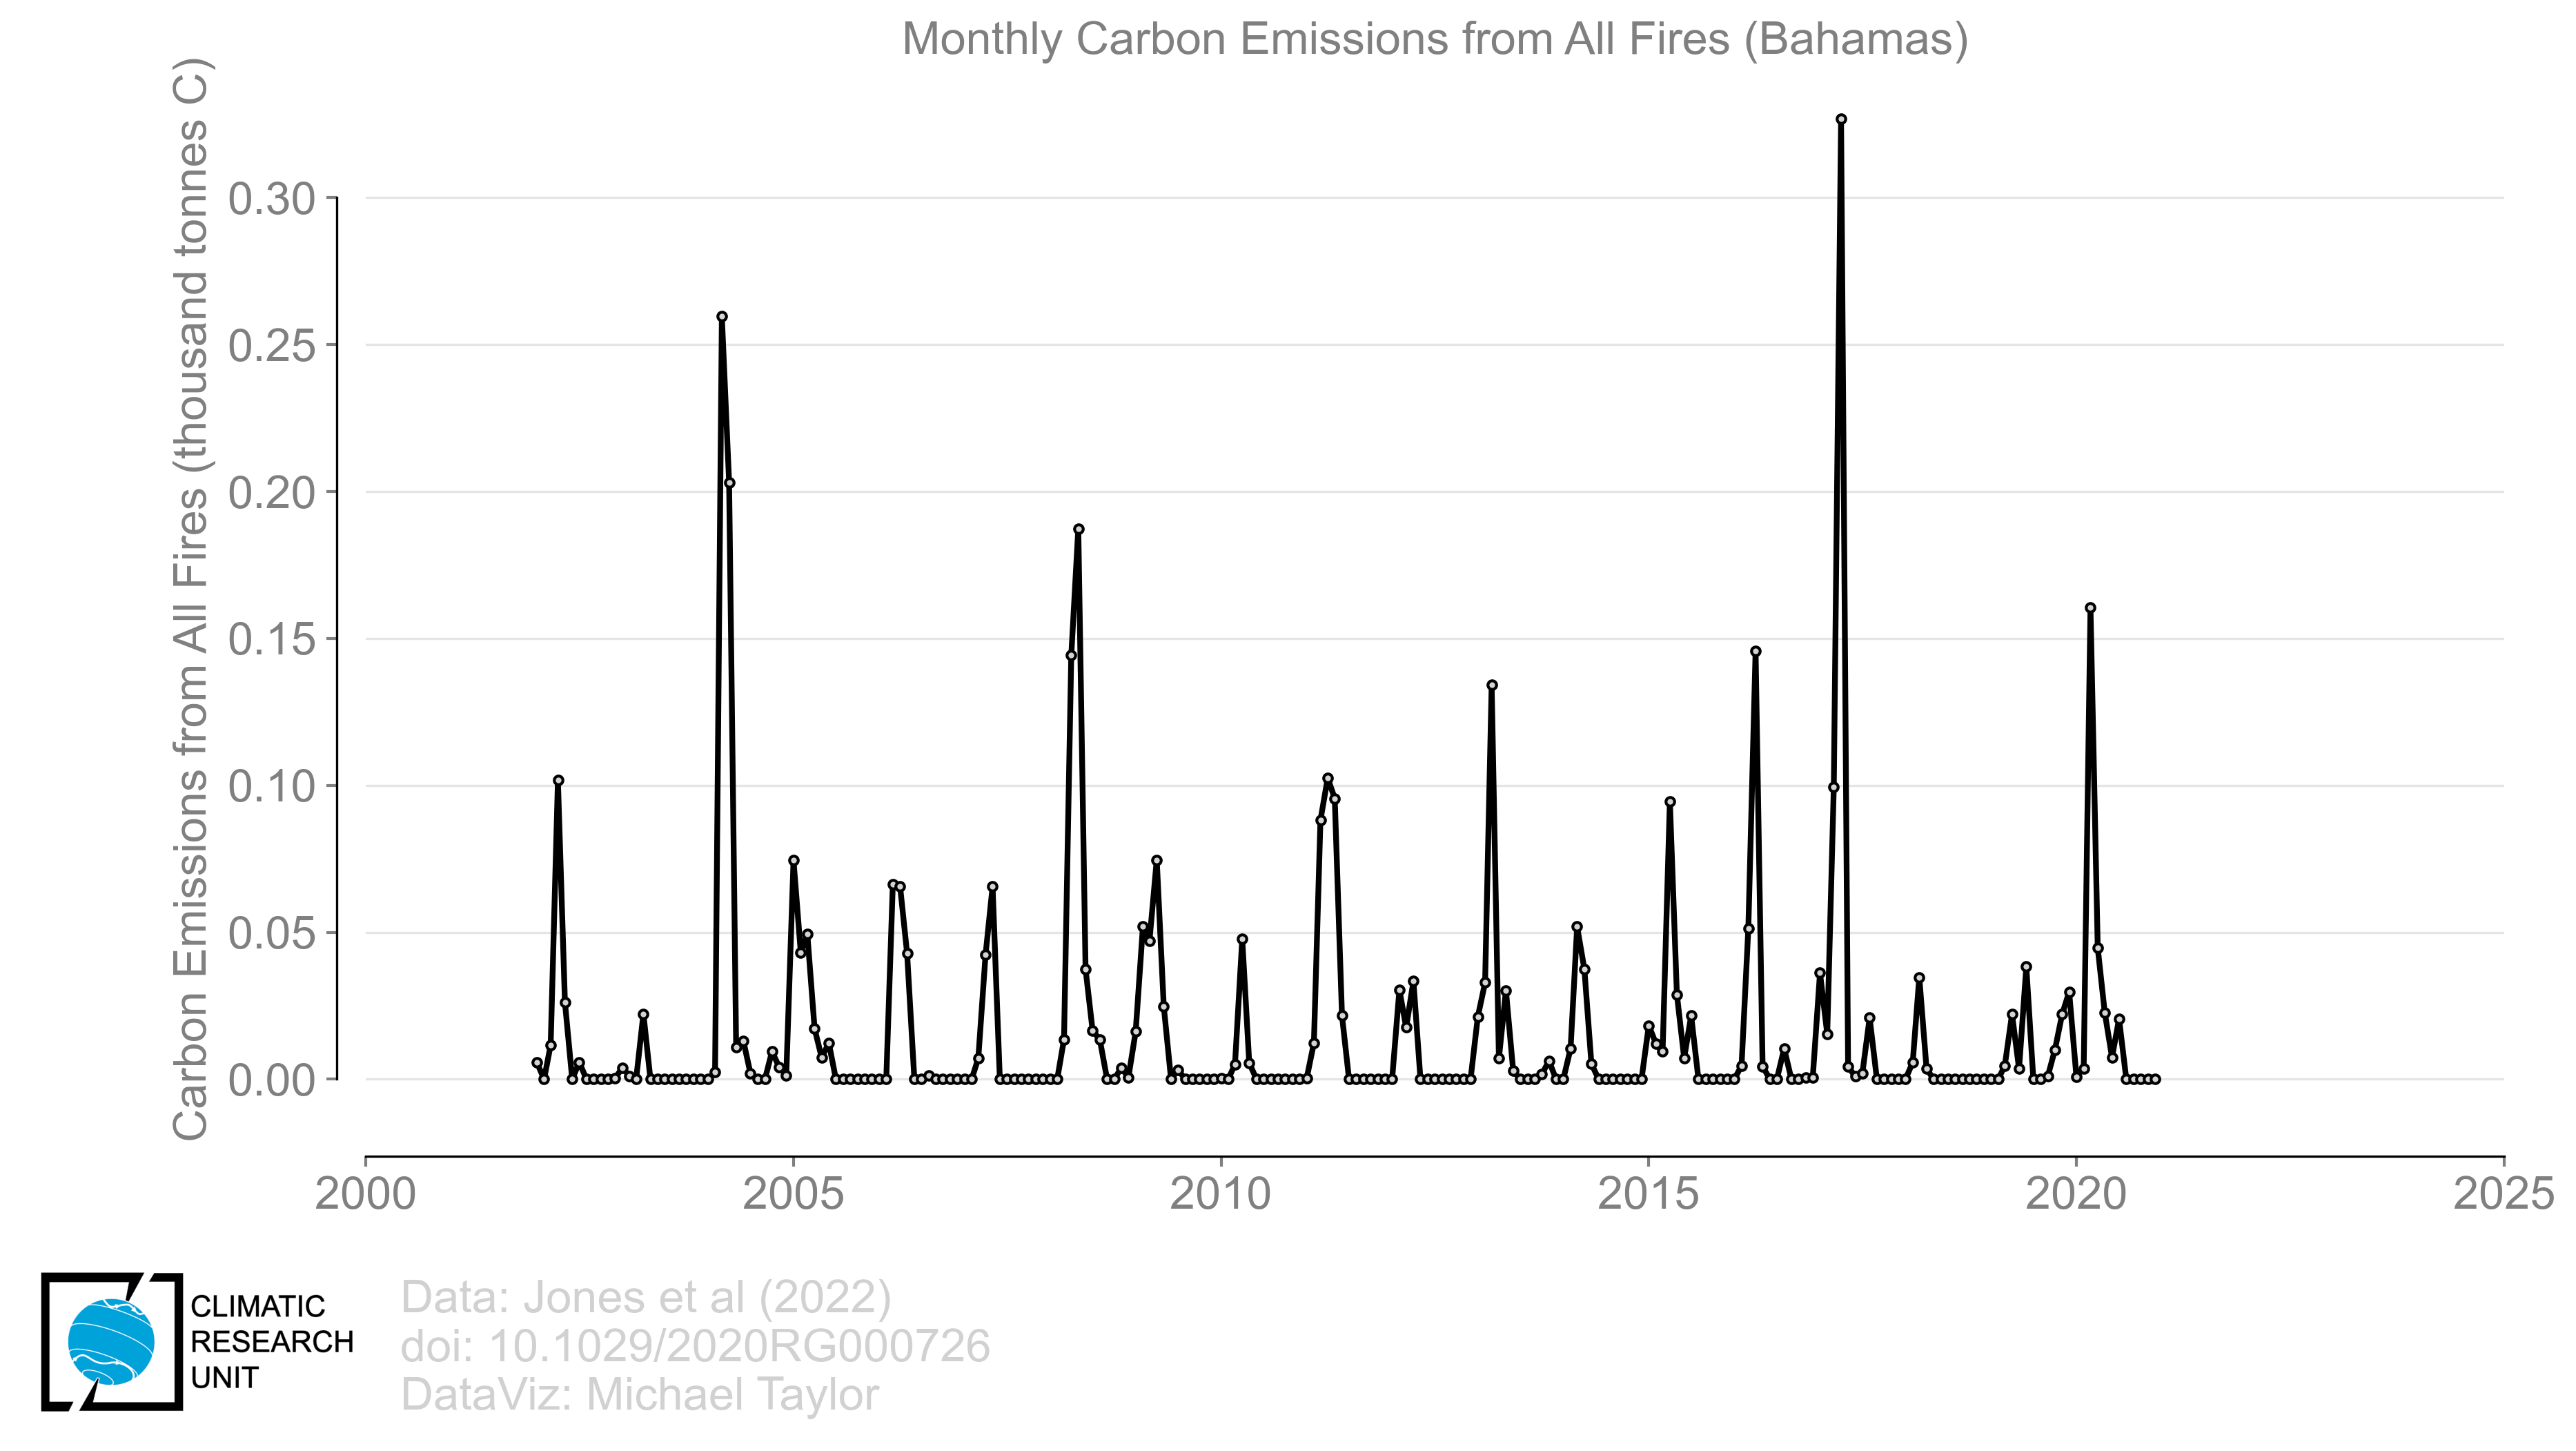 Monthly Carbon Emissions from All Fires (Bahamas)
Carbon Emissions from All Fires (thousand tonnes C)
0.30
0.25
0.20
0.15
0.10
0.05
0.00
2000
2005
2010
2015
2020
2025
CLIMATIC
RESEARCH
UNIT
Data: Jones et al (2022)
doi: 10.1029/2020RG000726
DataViz: Michael Taylor